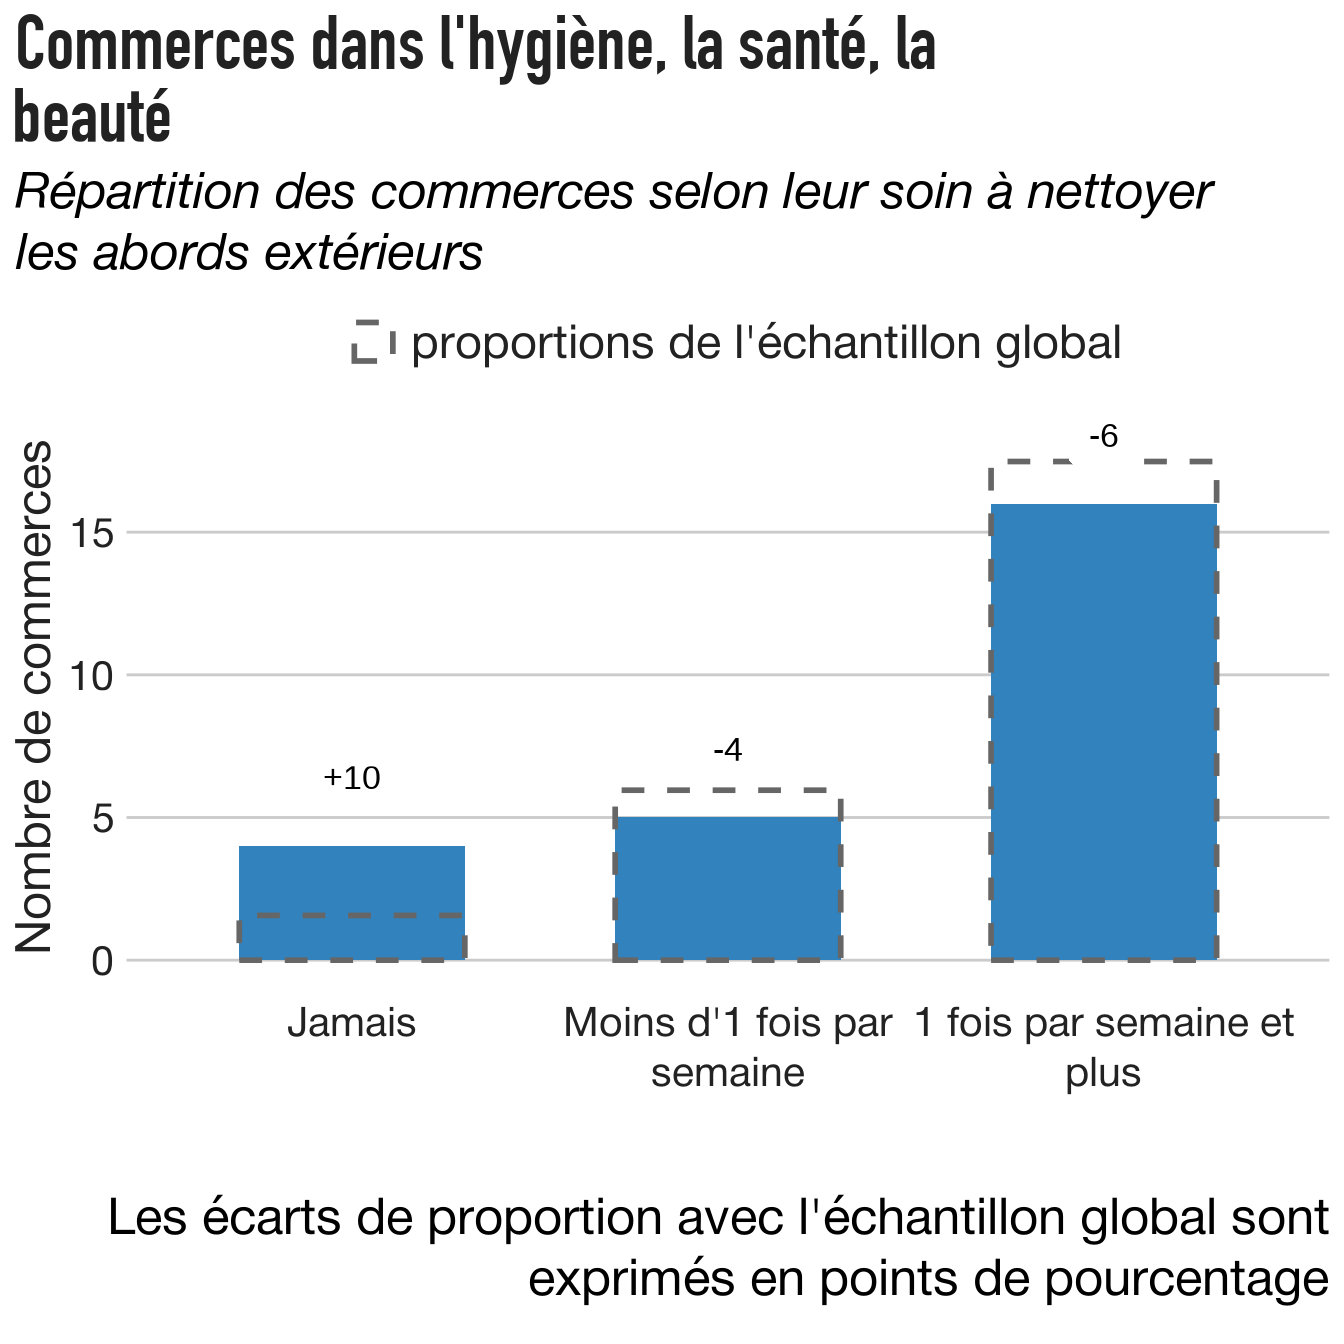 Commerces dans l'hygiène, la santé, la
beauté
Répartition des commerces selon leur soin à nettoyer
les abords extérieurs
proportions de l'échantillon global
Nombre de commerces
15
10
5
0
+10
-4
-6
Jamais
Moins d'1 fois par
semaine
1 fois par semaine et
plus
Les écarts de proportion avec l'échantillon global sont
exprimés en points de pourcentage